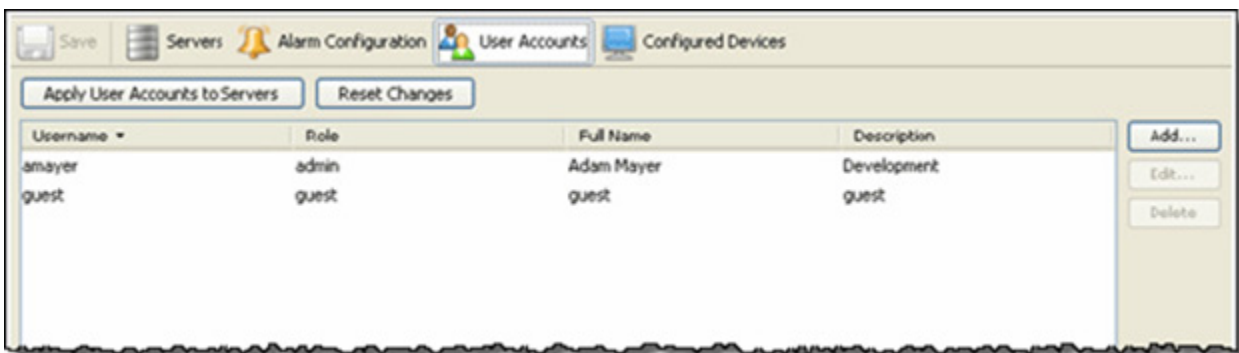 Save Servers Alarm Configuration User Accounts Configured Devices
Apply User Accounts to Servers Reset Changes
Username Role Full Name Description Add...
amayer admin Adam Mayer Development Edit...
guest guest guest guest
Delete